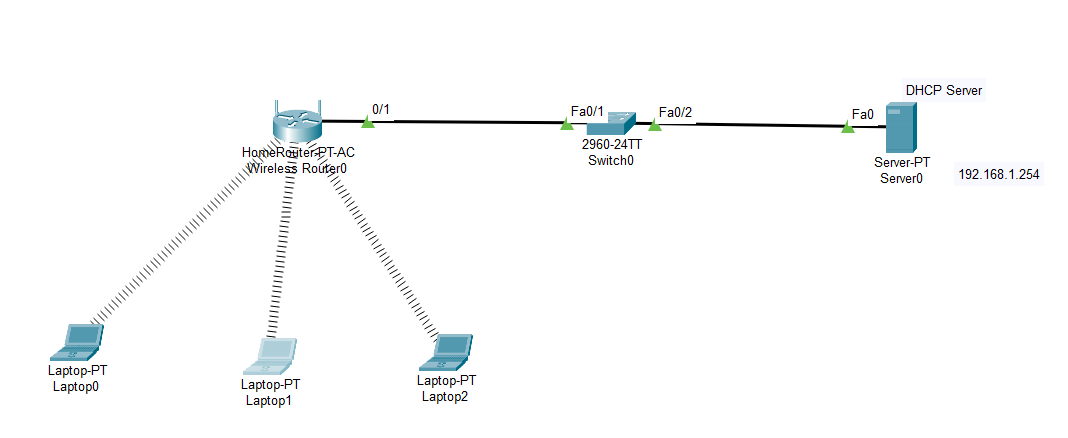 DHCP Server
0/1
Fa0/1
Fa0/2
Fa0
HomeRouter-PT-AC
Wireless Router0
2960-24TT
Switch0
Server-PT
Server0
192.168.1.254
Laptop-PT
Laptop0
Laptop-PT
Laptop1
Laptop-PT
Laptop2